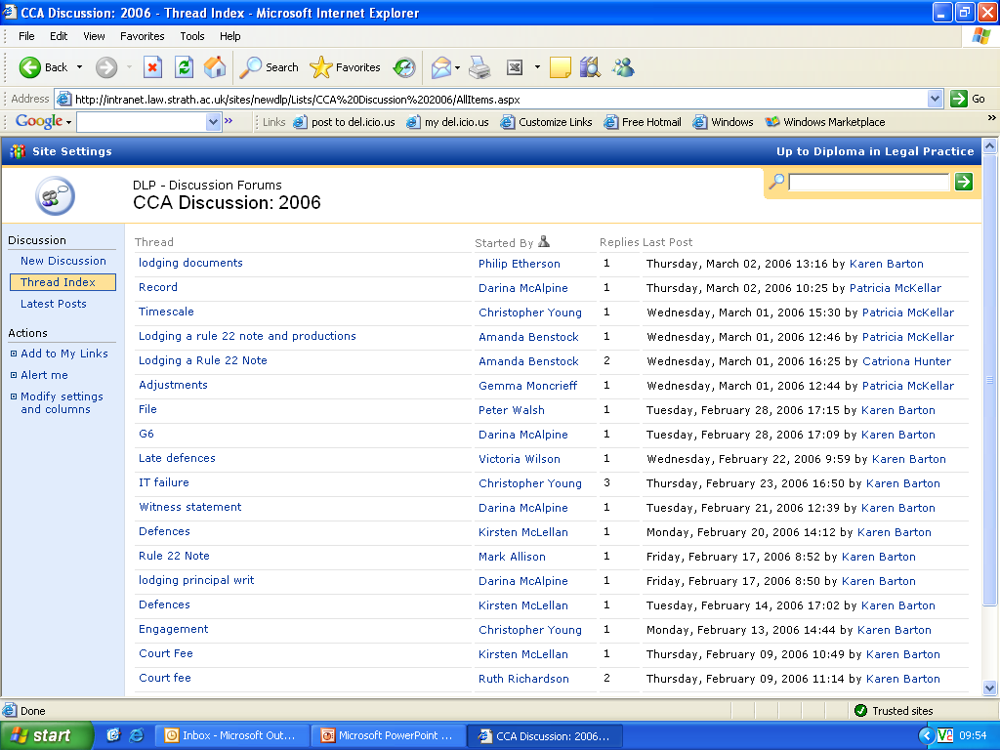 CCA Discussion: 2006 - Thread Index - Microsoft Internet Explorer
File Edit View Favorites Tools Help
Back Search Favorites
Address http://intranet.law.strath.ac.uk/sites/newdlp/Lists/CCA%20Discussion%202006/AllItems.aspx Go
Google » Links post to del.icio.us my del.icio.us Customize Links Free Hotmail Windows Windows Marketplace »
Site Settings Up to Diploma in Legal Practice
DLP - Discussion Forums
CCA Discussion: 2006
Discussion
New Discussion
Thread Index
Latest Posts
Actions
Add to My Links
Alert me
Modify settings
and columns
Thread Started By Replies Last Post
lodging documents Philip Etherson 1 Thursday, March 02, 2006 13:16 by Karen Barton
Record Darina McAlpine 1 Thursday, March 02, 2006 10:25 by Patricia McKellar
Timescale Christopher Young 1 Wednesday, March 01, 2006 15:30 by Patricia McKellar
Lodging a rule 22 note and productions Amanda Benstock 1 Wednesday, March 01, 2006 12:46 by Patricia McKellar
Lodging a Rule 22 Note Amanda Benstock 2 Wednesday, March 01, 2006 16:25 by Catriona Hunter
Adjustments Gemma Moncrieff 1 Wednesday, March 01, 2006 12:44 by Patricia McKellar
File Peter Walsh 1 Tuesday, February 28, 2006 17:15 by Karen Barton
G6 Darina McAlpine 1 Tuesday, February 28, 2006 17:09 by Karen Barton
Late defences Victoria Wilson 1 Wednesday, February 22, 2006 9:59 by Karen Barton
IT failure Christopher Young 3 Thursday, February 23, 2006 16:50 by Karen Barton
Witness statement Darina McAlpine 1 Tuesday, February 21, 2006 12:39 by Karen Barton
Defences Kirsten McLellan 1 Monday, February 20, 2006 14:12 by Karen Barton
Rule 22 Note Mark Allison 1 Friday, February 17, 2006 8:52 by Karen Barton
lodging principal writ Darina McAlpine 1 Friday, February 17, 2006 8:50 by Karen Barton
Defences Kirsten McLellan 1 Tuesday, February 14, 2006 17:02 by Karen Barton
Engagement Christopher Young 1 Monday, February 13, 2006 14:44 by Karen Barton
Court Fee Kirsten McLellan 1 Thursday, February 09, 2006 10:49 by Karen Barton
Court fee Ruth Richardson 2 Thursday, February 09, 2006 11:14 by Karen Barton
Done Trusted sites
start Inbox - Microsoft Out... Microsoft PowerPoint ... CCA Discussion: 2006... 09:54